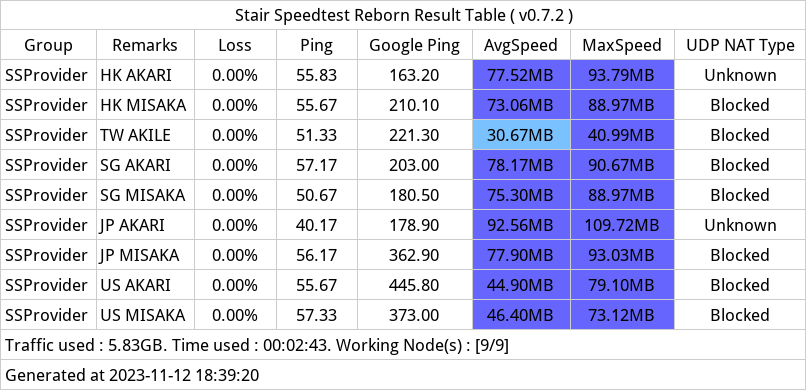 Stair Speedtest Reborn Result Table ( v0.7.2 )
Group Remarks Loss Ping Google Ping AvgSpeed MaxSpeed UDP NAT Type
SSProvider HK AKARI 0.00% 55.83 163.20 77.52MB 93.79MB Unknown
SSProvider HK MISAKA 0.00% 55.67 210.10 73.06MB 88.97MB Blocked
SSProvider TW AKILE 0.00% 51.33 221.30 30.67MB 40.99MB Blocked
SSProvider SG AKARI 0.00% 57.17 203.00 78.17MB 90.67MB Blocked
SSProvider SG MISAKA 0.00% 50.67 180.50 75.30MB 88.97MB Blocked
SSProvider JP AKARI 0.00% 40.17 178.90 92.56MB 109.72MB Unknown
SSProvider JP MISAKA 0.00% 56.17 362.90 77.90MB 93.03MB Blocked
SSProvider US AKARI 0.00% 55.67 445.80 44.90MB 79.10MB Blocked
SSProvider US MISAKA 0.00% 57.33 373.00 46.40MB 73.12MB Blocked
Traffic used : 5.83GB. Time used : 00:02:43. Working Node(s) : [9/9]
Generated at 2023-11-12 18:39:20